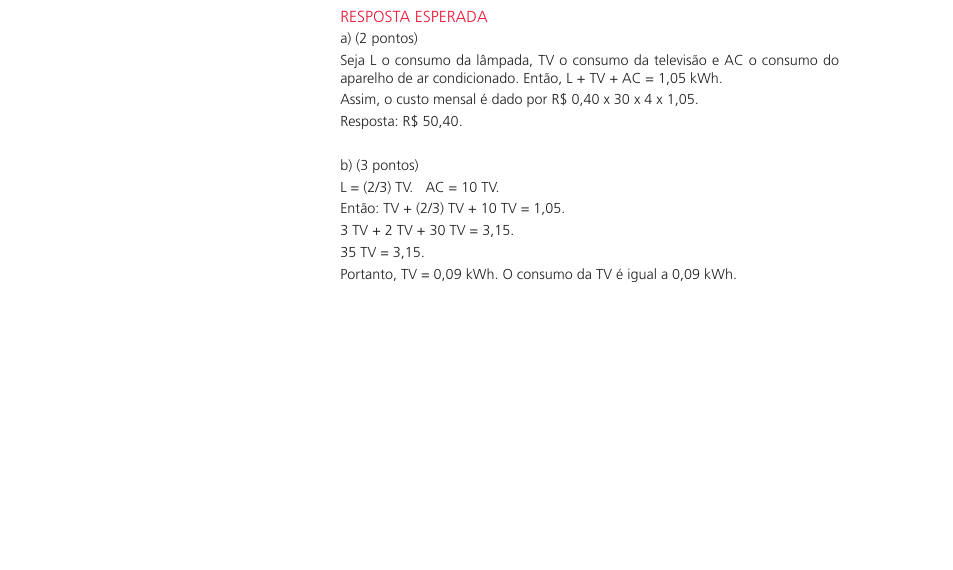 RESPOSTA ESPERADA
a) (2 pontos)
Seja L o consumo da lâmpada, TV o consumo da televisão e AC o consumo do
aparelho de ar condicionado. Então, L + TV + AC = 1,05 kWh.
Assim, o custo mensal é dado por R$ 0,40 x 30 x 4 x 1,05.
Resposta: R$ 50,40.
b) (3 pontos)
L = (2/3) TV. AC = 10 TV.
Então: TV + (2/3) TV + 10 TV = 1,05.
3 TV + 2 TV + 30 TV = 3,15.
35 TV = 3,15.
Portanto, TV = 0,09 kWh. O consumo da TV é igual a 0,09 kWh.